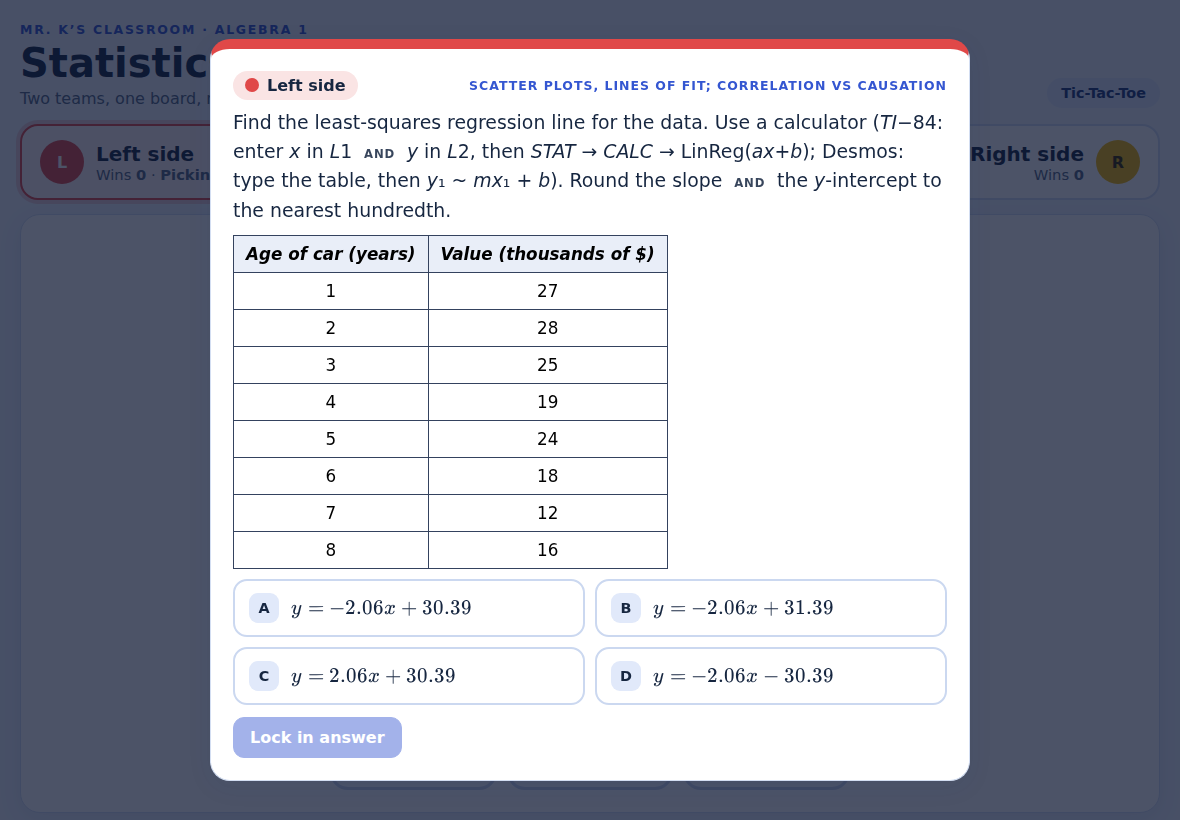 MR. K'S CLASSROOM · ALGEBRA 1
Statistic
Two teams, one board,
Tic-Tac-Toe
L
Left side
Wins 0 ·
Right side
Wins 0
R
Left side
SCATTER PLOTS, LINES OF FIT; CORRELATION VS CAUSATION
Find the least-squares regression line for the data. Use a calculator (TI−84:
enter x in L1 AND y in L2, then STAT → CALC → LinReg(ax+b); Desmos:
type the table, then y₁ ~ mx₁ + b). Round the slope AND the y-intercept to
the nearest hundredth.
Age of car (years) Value (thousands of $)
1 27
2 28
3 25
4 19
5 24
6 18
7 12
8 16
A y = −2.06x + 30.39
B y = −2.06x + 31.39
C y = 2.06x + 30.39
D y = −2.06x − 30.39
Lock in answer